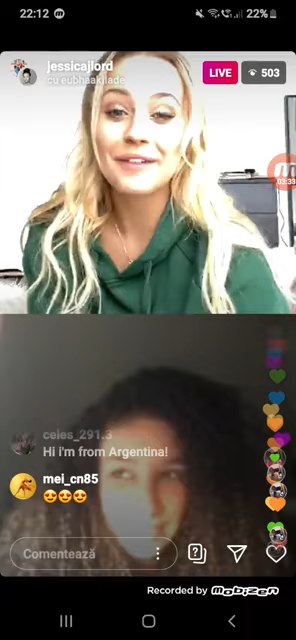 22:12
22%
jessicajlord
cu eubhaakilade
LIVE
503
03:33
celes_291.3
Hi i'm from Argentina!
mei_cn85
😍😍😍
Comentează
Recorded by Mobizen